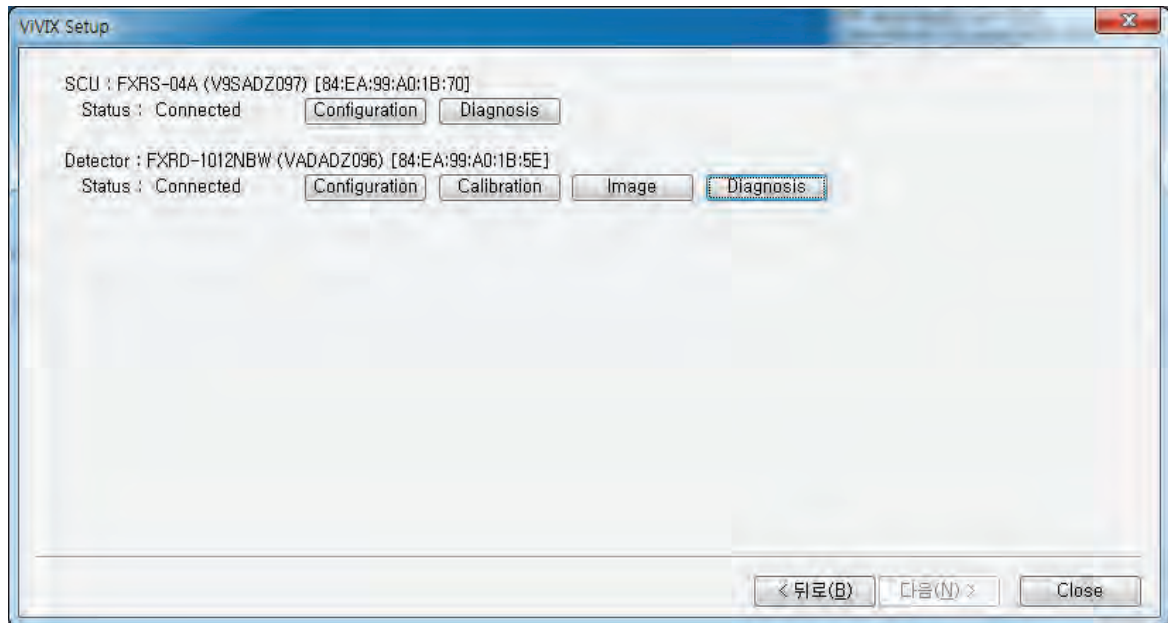 ViVIX Setup
SCU : FXRS-04A (V9SADZ097) [84:EA:99:A0:1B:70]
Status : Connected Configuration Diagnosis
Detector : FXRD-1012NBW (VADADZ096) [84:EA:99:A0:1B:5E]
Status : Connected Configuration Calibration Image Diagnosis
< 뒤로(B) 다음(N) > Close